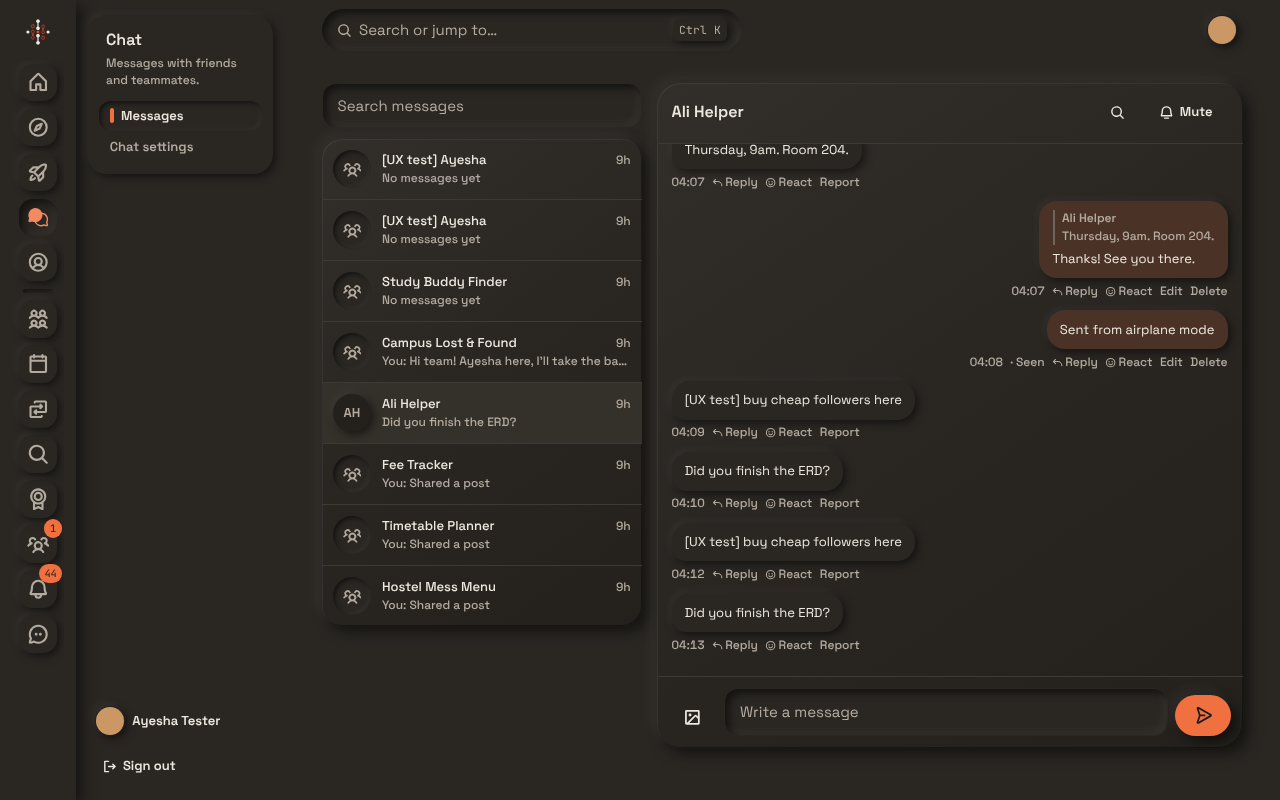 Chat
Messages with friends
and teammates.
Messages
Chat settings
1
44
Ayesha Tester
Sign out
Search or jump to…
Ctrl K
Search messages
[UX test] Ayesha
9h
No messages yet
[UX test] Ayesha
9h
No messages yet
Study Buddy Finder
9h
No messages yet
Campus Lost & Found
9h
You: Hi team! Ayesha here, I'll take the ba…
AH
Ali Helper
9h
Did you finish the ERD?
Fee Tracker
9h
You: Shared a post
Timetable Planner
9h
You: Shared a post
Hostel Mess Menu
9h
You: Shared a post
Ali Helper
Mute
Thursday, 9am. Room 204.
04:07 Reply React Report
Ali Helper
Thursday, 9am. Room 204.
Thanks! See you there.
04:07 Reply React Edit Delete
Sent from airplane mode
04:08 · Seen Reply React Edit Delete
[UX test] buy cheap followers here
04:09 Reply React Report
Did you finish the ERD?
04:10 Reply React Report
[UX test] buy cheap followers here
04:12 Reply React Report
Did you finish the ERD?
04:13 Reply React Report
Write a message